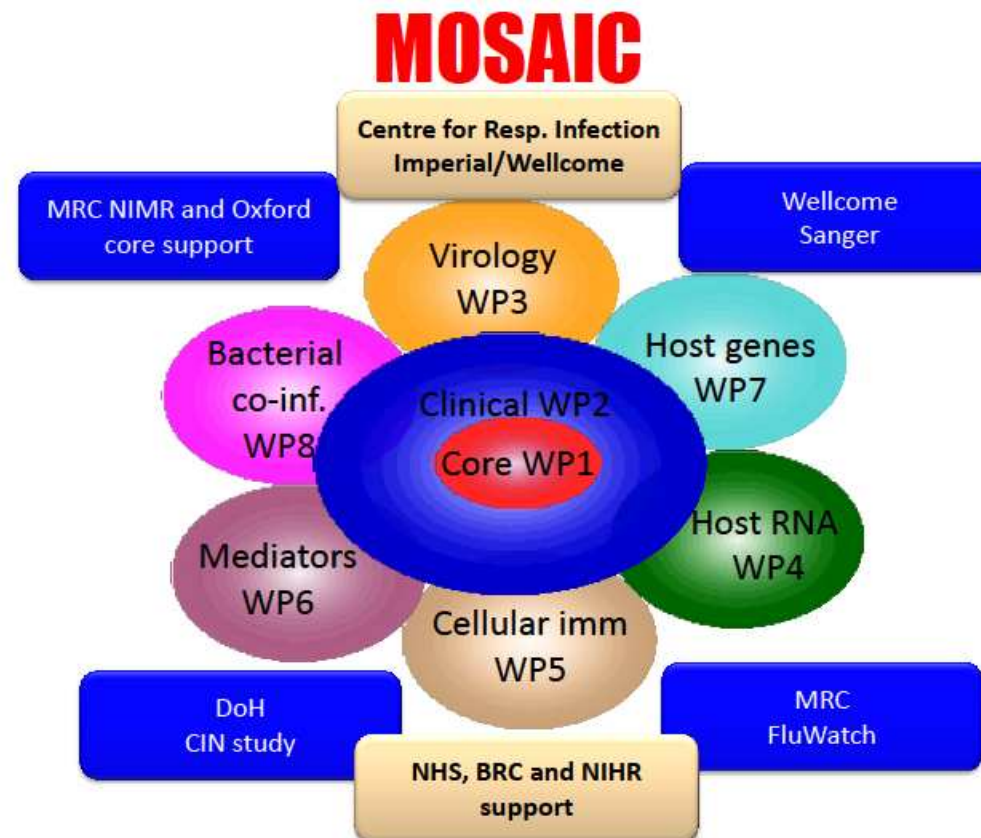 MOSAIC
Centre for Resp. Infection
Imperial/Wellcome
MRC NIMR and Oxford
core support
Wellcome
Sanger
Virology
WP3
Bacterial
co-inf.
WP8
Host genes
WP7
Clinical WP2
Core WP1
Mediators
WP6
Host RNA
WP4
Cellular imm
WP5
DoH
CIN study
MRC
FluWatch
NHS, BRC and NIHR
support